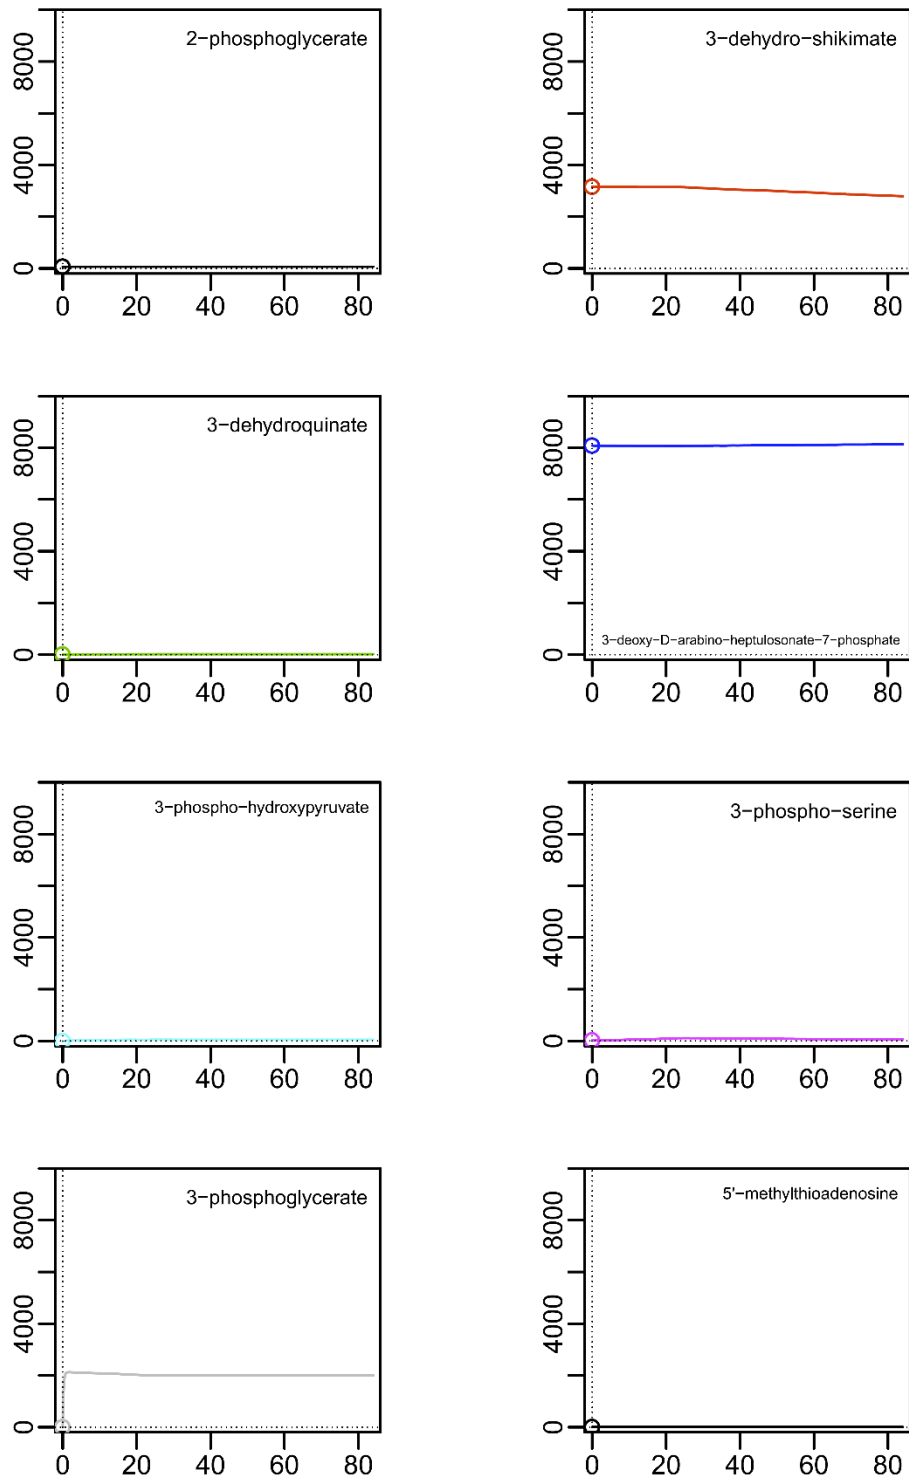 2−phosphoglycerate
8000
4000
0
0 20 40 60 80
3−dehydro−shikimate
8000
4000
0
0 20 40 60 80
3−dehydroquinate
8000
4000
0
0 20 40 60 80
8000
4000
0
3−deoxy−D−arabino−heptulosonate−7−phosphate
0 20 40 60 80
3−phospho−hydroxypyruvate
8000
4000
0
0 20 40 60 80
3−phospho−serine
8000
4000
0
0 20 40 60 80
3−phosphoglycerate
8000
4000
0
0 20 40 60 80
5'−methylthioadenosine
8000
4000
0
0 20 40 60 80